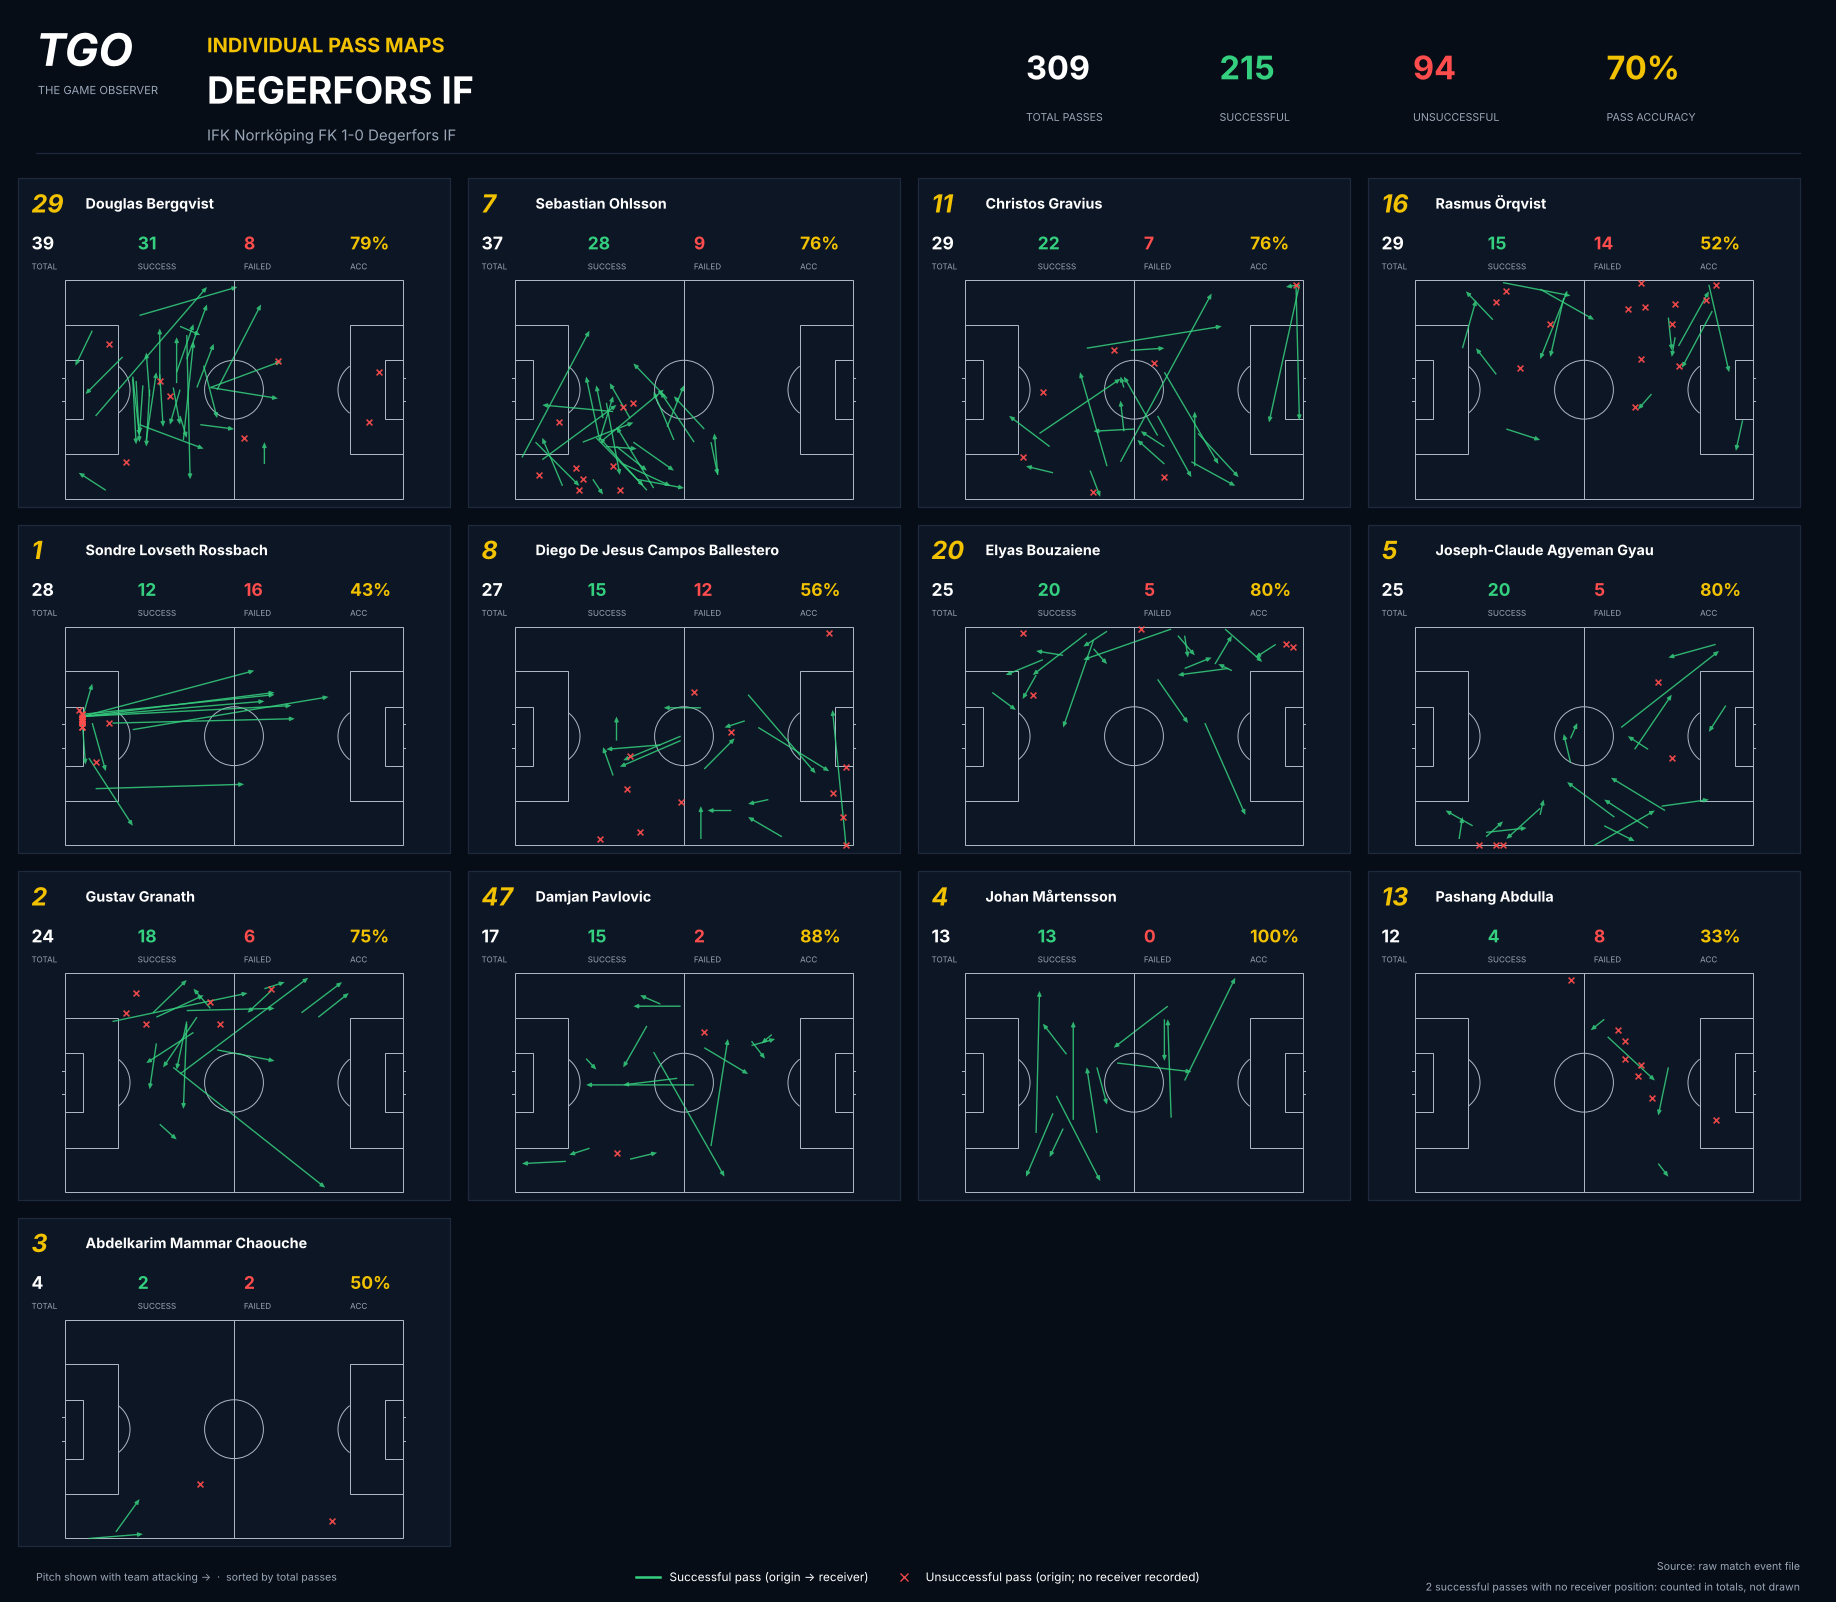 TGO
THE GAME OBSERVER
INDIVIDUAL PASS MAPS
DEGERFORS IF
IFK Norrköping FK 1-0 Degerfors IF
309 215 94 70%
TOTAL PASSES SUCCESSFUL UNSUCCESSFUL PASS ACCURACY
29 Douglas Bergqvist
39 31 8 79%
TOTAL SUCCESS FAILED ACC
7 Sebastian Ohlsson
37 28 9 76%
TOTAL SUCCESS FAILED ACC
11 Christos Gravius
29 22 7 76%
TOTAL SUCCESS FAILED ACC
16 Rasmus Örqvist
29 15 14 52%
TOTAL SUCCESS FAILED ACC
1 Sondre Lovseth Rossbach
28 12 16 43%
TOTAL SUCCESS FAILED ACC
8 Diego De Jesus Campos Ballestero
27 15 12 56%
TOTAL SUCCESS FAILED ACC
20 Elyas Bouzaiene
25 20 5 80%
TOTAL SUCCESS FAILED ACC
5 Joseph-Claude Agyeman Gyau
25 20 5 80%
TOTAL SUCCESS FAILED ACC
2 Gustav Granath
24 18 6 75%
TOTAL SUCCESS FAILED ACC
47 Damjan Pavlovic
17 15 2 88%
TOTAL SUCCESS FAILED ACC
4 Johan Mårtensson
13 13 0 100%
TOTAL SUCCESS FAILED ACC
13 Pashang Abdulla
12 4 8 33%
TOTAL SUCCESS FAILED ACC
3 Abdelkarim Mammar Chaouche
4 2 2 50%
TOTAL SUCCESS FAILED ACC
Pitch shown with team attacking → · sorted by total passes
Successful pass (origin → receiver)
Unsuccessful pass (origin; no receiver recorded)
Source: raw match event file
2 successful passes with no receiver position: counted in totals, not drawn